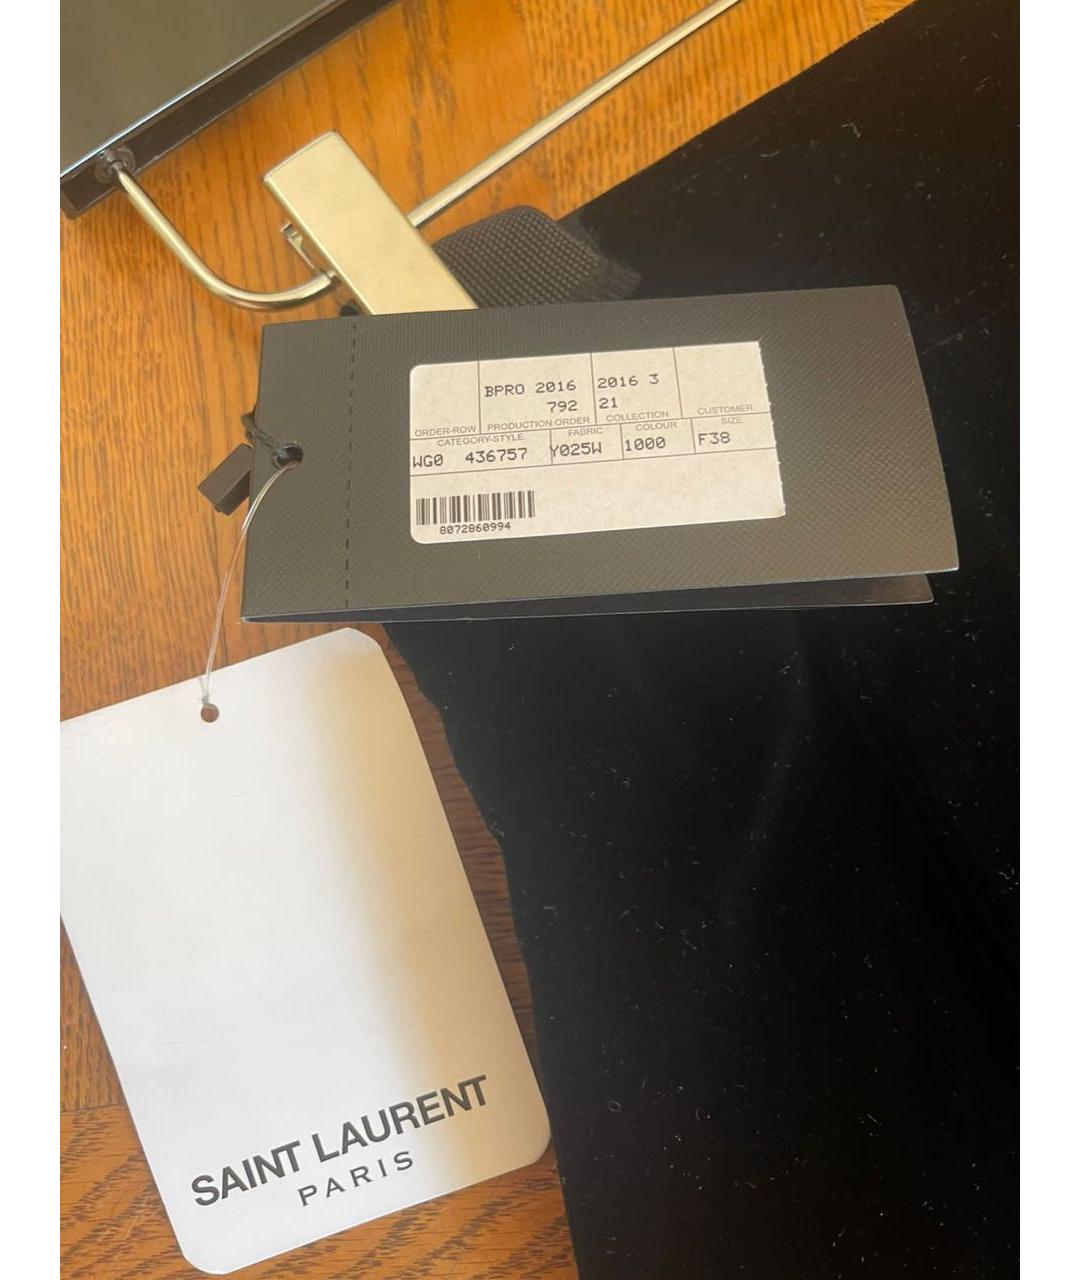 BPRO 2016 2016 3
792 21
ORDER-ROW PRODUCTION ORDER COLLECTION CUSTOMER
CATEGORY-STYLE FABRIC COLOUR SIZE
WG0 436757 Y025W 1000 F38
8072860994
SAINT LAURENT
PARIS